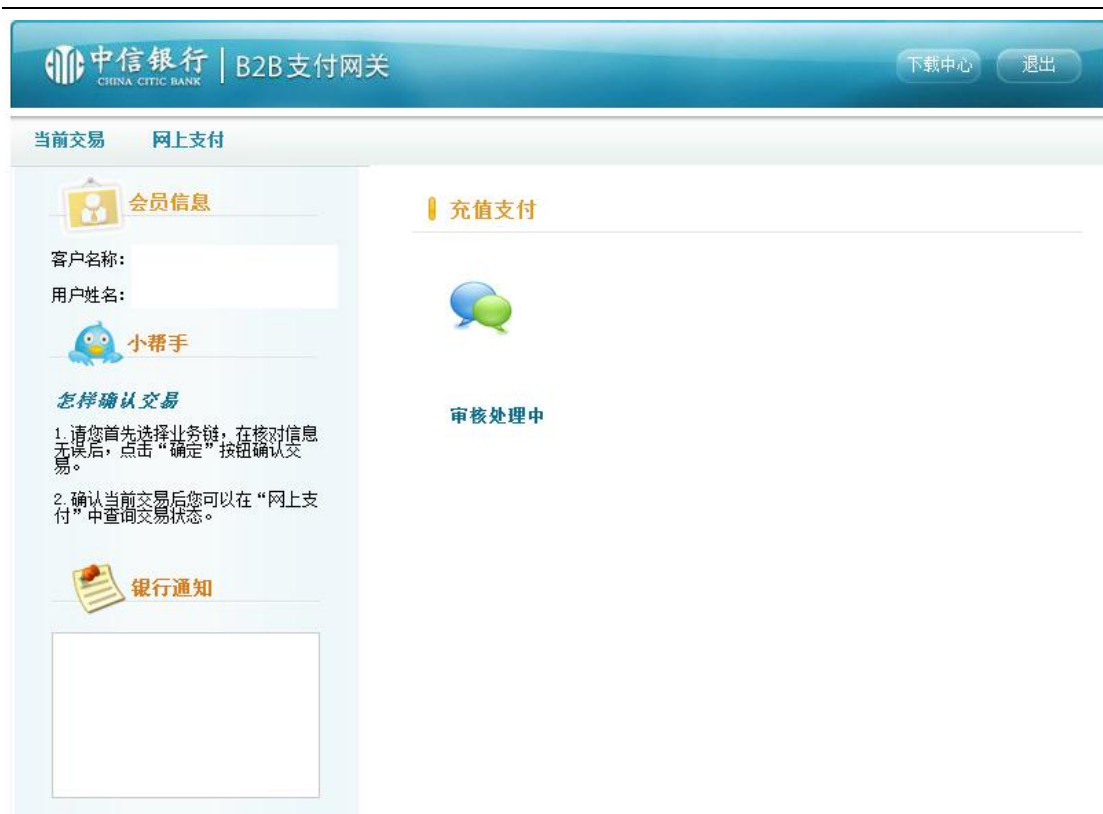 中信银行 B2B支付网关
CHINA CITIC BANK
下载中心 退出
当前交易 网上支付
会员信息
客户名称：
用户姓名：
小帮手
怎样确认交易
1.请您首先选择业务链，在核对信息
无误后，点击“确定”按钮确认交
易。
2.确认当前交易后您可以在“网上支
付”中查询交易状态。
银行通知
充值支付
审核处理中